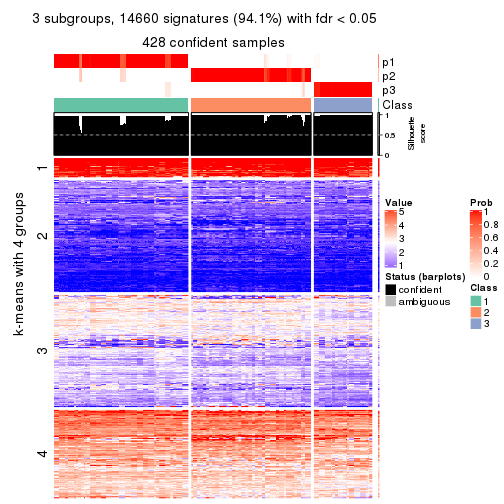 3 subgroups, 14660 signatures (94.1%) with fdr < 0.05
428 confident samples
p1
p2
p3
Class
1
0.5
0
Silhouette
score
k-means with 4 groups
1
2
3
4
Value
5
4
3
2
1
Status (barplots)
confident
ambiguous
Prob
1
0.8
0.6
0.4
0.2
0
Class
1
2
3